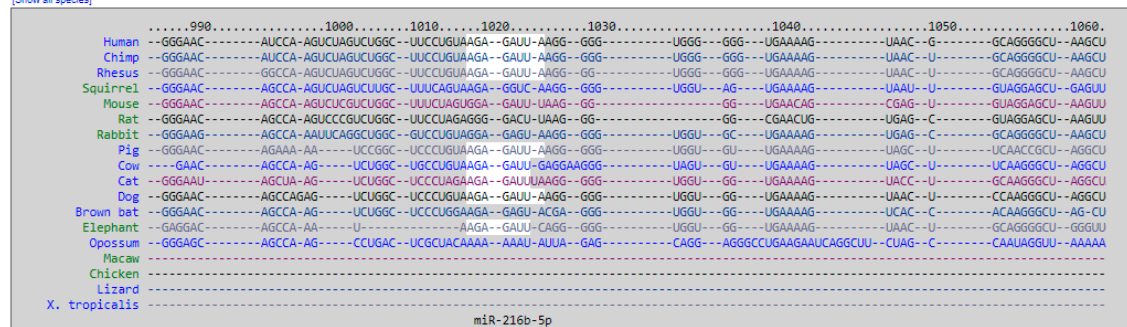 [Show all species]
......990..........1000........1010.......1020..........1030....................1040................1050...............1060.
Human --GGGAAC-------AUCCA-AGUCUAGUCUGGC--UUCCUGUAAGA--GAUU-AAGG--GGG--------UGGG---GGG---UGAAAAG---------UAAC--G-------GCAGGGGCU--AAGCU
Chimp --GGGAAC-------AUCCA-AGUCUAGUCUGGC--UUCCUGUAAGA--GAUU-AAGG--GGG--------UGGG---GGG---UGAAAAG---------UAAC--U-------GCAGGGGCU--AAGCU
Rhesus --GGGAAC-------GGCCA-AGUCUAGUCUGGC--UUCCUGUAAGA--GAUU-AAGG--GG---------UGGG---GGG---UGAAAAG---------UAAC--U-------GCAGGGGCU--AAGCU
Squirrel --GGGAAC-------AGCCA-AGUCUAGUCUUGC--UUUCAGUAAGA--GGUC-AAGG--GGG--------UGGU---AG----UGAAAAG---------UAAU--U-------GUAGGAGCU--GAGUU
Mouse --GGGAAC-------AGCCA-AGUCUCGUCUGGC--UUUCUAGUGGA--GAUU-UAAG--GG---------------GG----UGAACAG---------CGAG--U-------GUAGGAGCU--AAGUU
Rat --GGGAAC-------AGCCA-AGUCCCGUCUGGC--UUCCUAGAGGG--GACU-UAAG--GG---------------GG----CGAACUG---------UGAG--C-------GUAGGAGCU--AAGUU
Rabbit --GGGAAG-------AGCCA-AAUUCAGGCUGGC--GUCCUGUAGGA--GAGU-AAGG--GGG--------UGGU---GC----UGAAAAG---------UGAG--C-------GCAGGGGCU--AAGCU
Pig --GGGAAC-------AGAAA-AA-----UCCGGC--UCCCUGUAAGA--GAUU-AAGG--GGG--------UGGU---GU----UGAAAAG---------UAGC--U-------UCAACCGCU--AGGCU
Cow ----GAAC-------AGCCA-AG-----UCUGGC--UGCCUGUAAGA--GAUU-GAGGAAGGG--------UAGU---GU----UGAAAAG---------UAGC--U-------UCAAGGGCU--AGGCU
Cat --GGGAAU-------AGCUA-AG-----UCUGGC--UCCCUAGAAGA--GAUUUAAGG--GGG--------UGGU---GG----UGAAAAG---------UACC--U-------GCAAGGGCU--AGGCU
Dog --GGGAAC-------AGCCAGAG-----UCUGGC--UCCCUGUAAGA--GAUU-AAGG--GGG--------UGGU---GG----UGAAAAG---------UAAC--U-------CCAAGGGCU--AGGCU
Brown bat --GGGAAC-------AGCCA-AG-----UCUGGC--UUCCUGGAAGA--GAGU-ACGA--GGG--------UGGU---GG----UGAAAAG---------UCAC--C-------ACAAGGGCU--AG-CU
Elephant --GAGGAC-------AGCCA-AA-----U---------------AAGA--GAUU-CAGG--GGG--------UGGU---GG----UGAAAAG---------UAAC--U-------GCAGGGGCU--GGGUU
Opossum --GGGAGC-------AGCCA-AG-----CCUGAC--UCGCUACAAAA--AAAU-AUUA--GAG--------CAGG---AGGGCCUGAAGAAUCAGGCUU--CUAG--C-------CAAUAGGUU--AAAAA
Macaw
Chicken
Lizard
X. tropicalis
miR-216b-5p